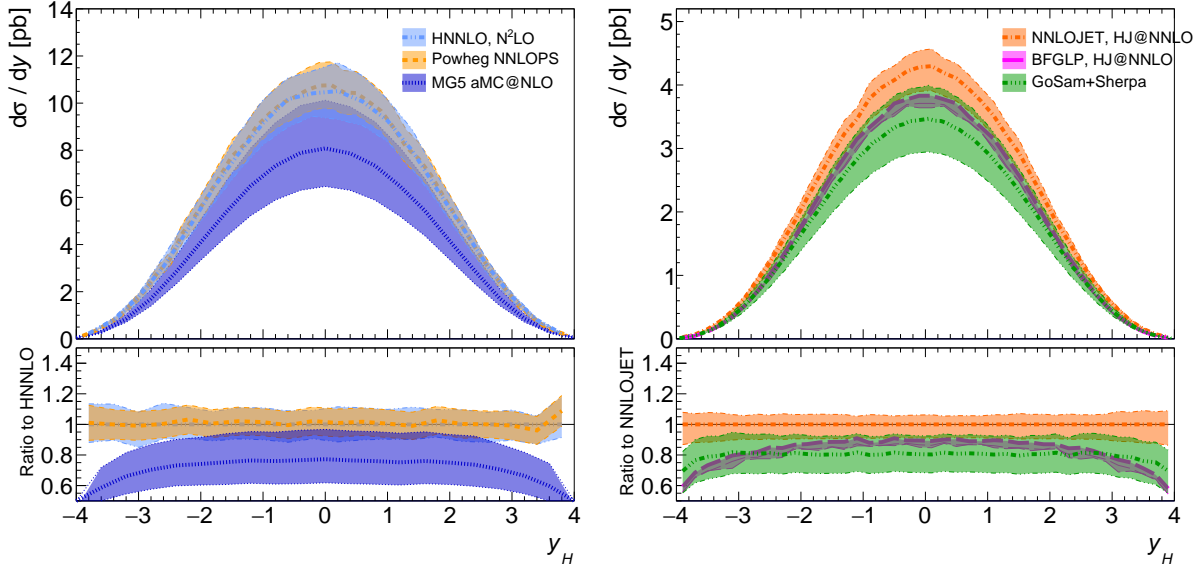 dσ / dy [pb]
14
12
10
8
6
4
2
0
HNNLO, N²LO
Powheg NNLOPS
MG5 aMC@NLO
Ratio to HNNLO
1.4
1.2
1
0.8
0.6
−4 −3 −2 −1 0 1 2 3 4
y_H
dσ / dy [pb]
5
4
3
2
1
0
NNLOJET, HJ@NNLO
BFGLP, HJ@NNLO
GoSam+Sherpa
Ratio to NNLOJET
1.4
1.2
1
0.8
0.6
−4 −3 −2 −1 0 1 2 3 4
y_H